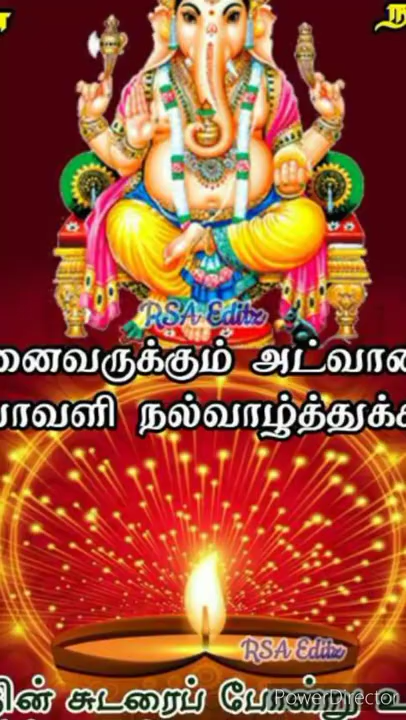 RSA Editz
னைவருக்கும் அட்வா
ாவளி நல்வாழ்த்துக்
RSA Editz
தின் சுடரைப் போன்று உ
PowerDirector